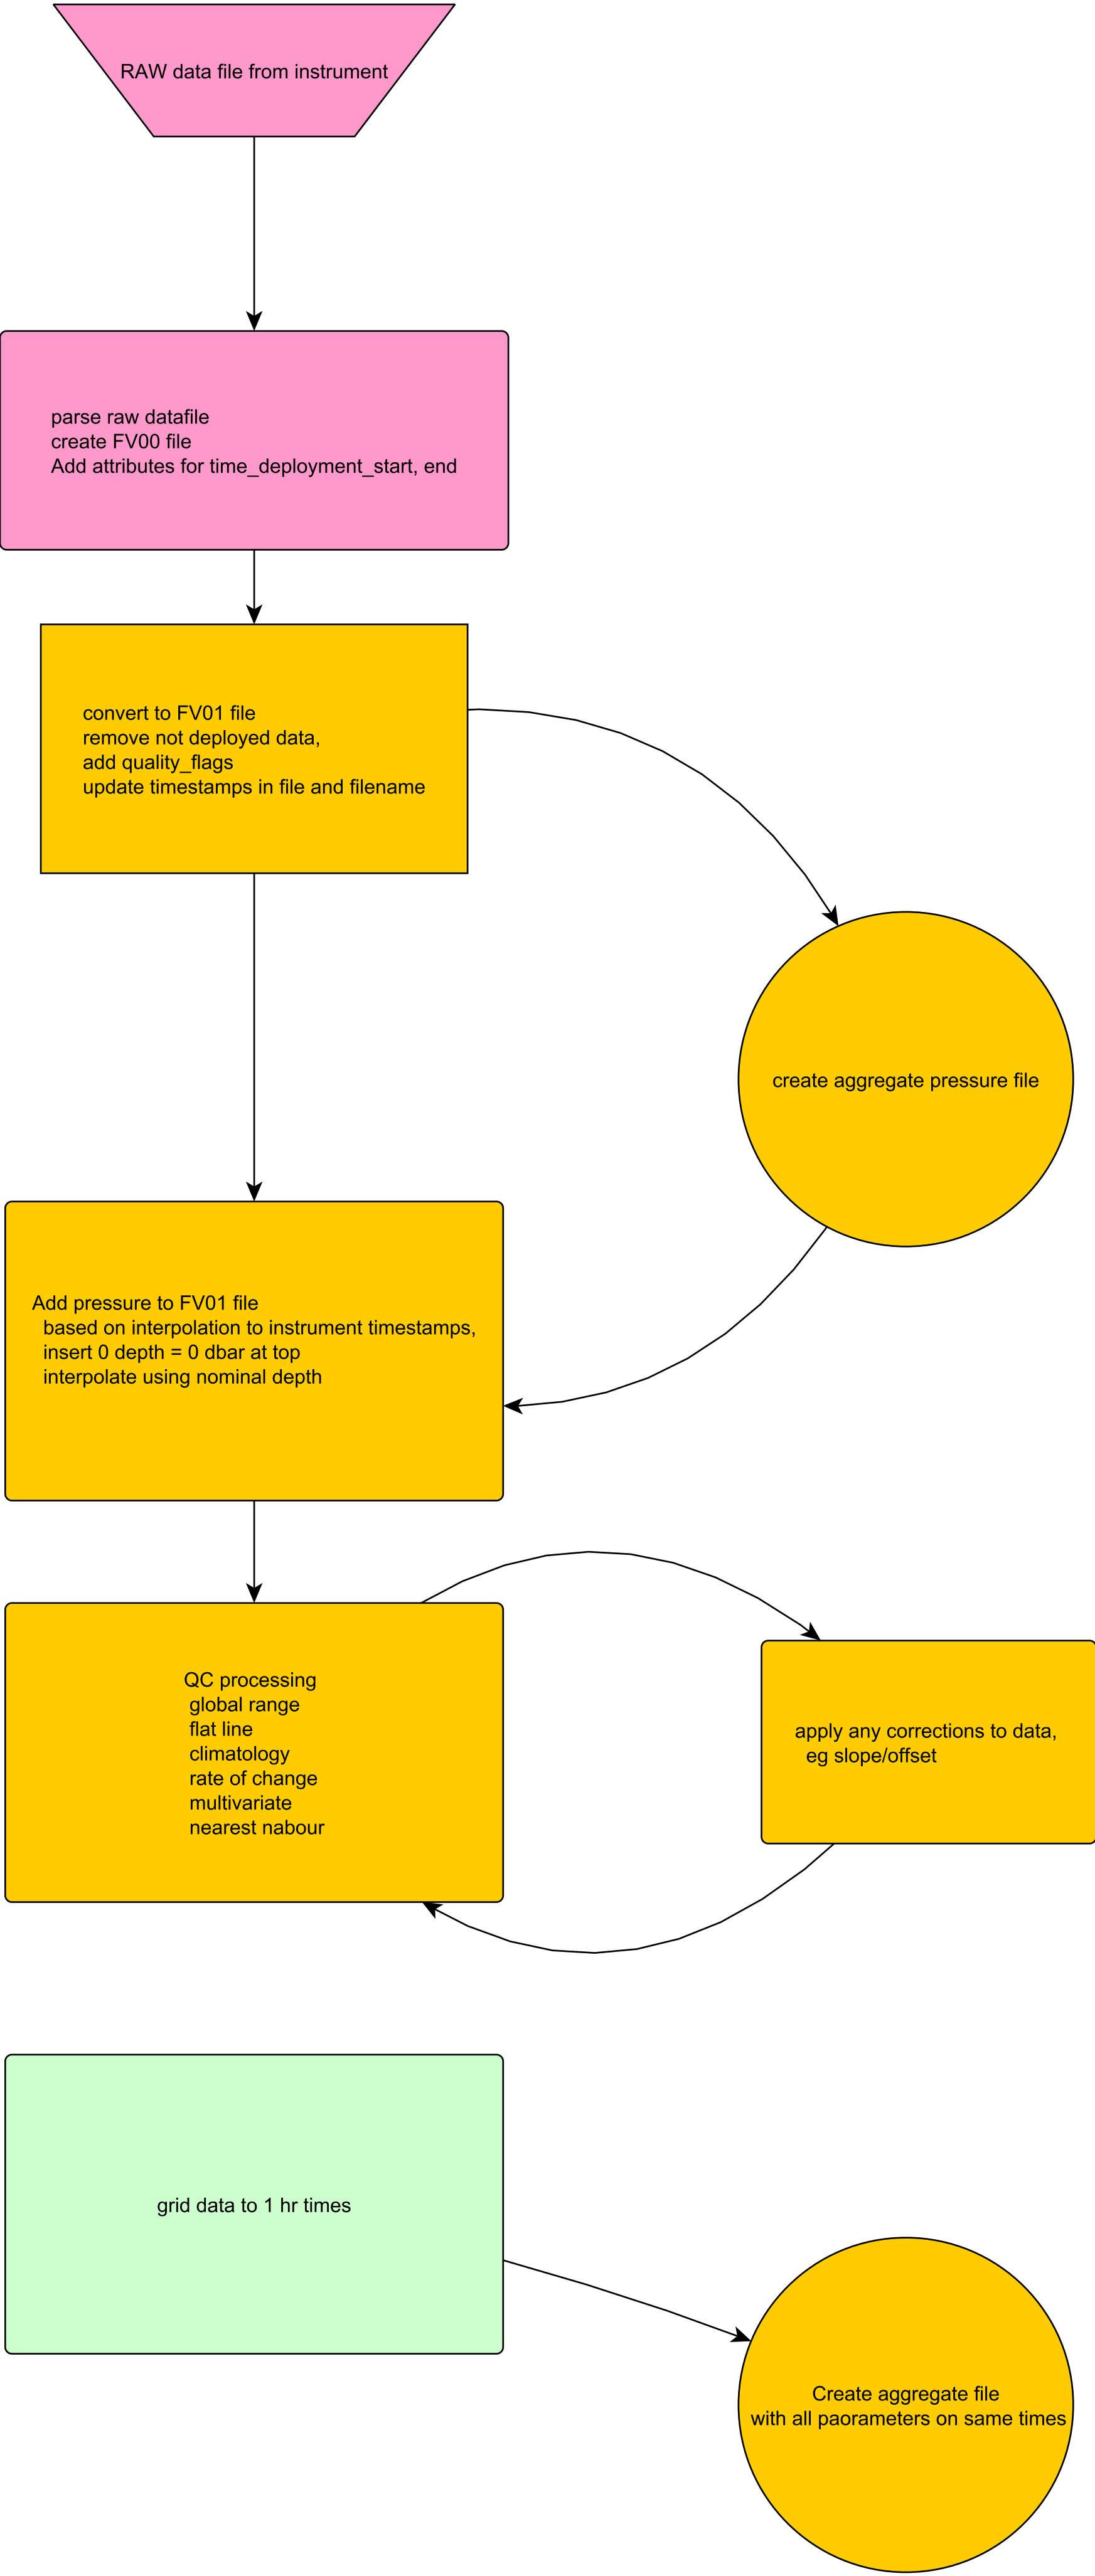 RAW data file from instrument
parse raw datafile
create FV00 file
Add attributes for time_deployment_start, end
convert to FV01 file
remove not deployed data,
add quality_flags
update timestamps in file and filename
create aggregate pressure file
Add pressure to FV01 file
based on interpolation to instrument timestamps,
insert 0 depth = 0 dbar at top
interpolate using nominal depth
QC processing
global range
flat line
climatology
rate of change
multivariate
nearest nabour
apply any corrections to data,
eg slope/offset
grid data to 1 hr times
Create aggregate file
with all paorameters on same times